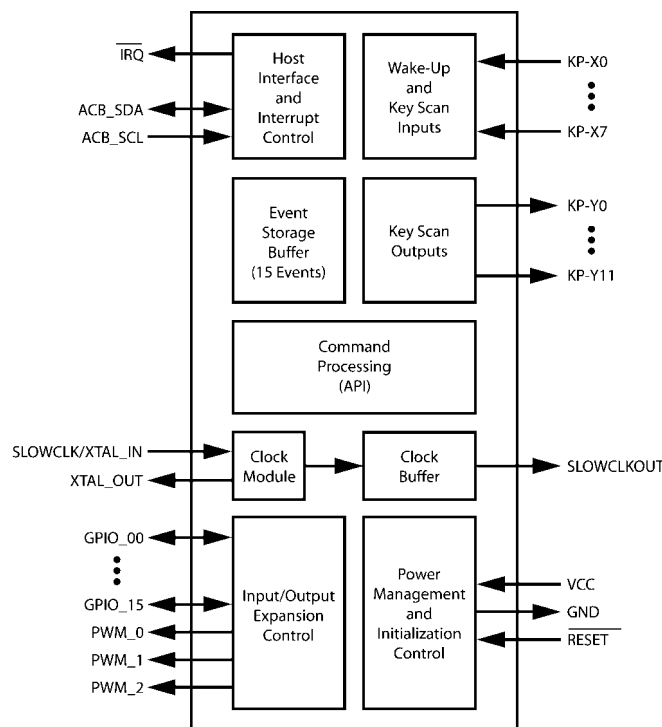 IRQ
ACB_SDA
ACB_SCL
Host
Interface
and
Interrupt
Control
Wake-Up
and
Key Scan
Inputs
KP-X0
KP-X7
Event
Storage
Buffer
(15 Events)
Key Scan
Outputs
KP-Y0
KP-Y11
Command
Processing
(API)
SLOWCLK/XTAL_IN
XTAL_OUT
Clock
Module
Clock
Buffer
SLOWCLKOUT
GPIO_00
GPIO_15
PWM_0
PWM_1
PWM_2
Input/Output
Expansion
Control
Power
Management
and
Initialization
Control
VCC
GND
RESET